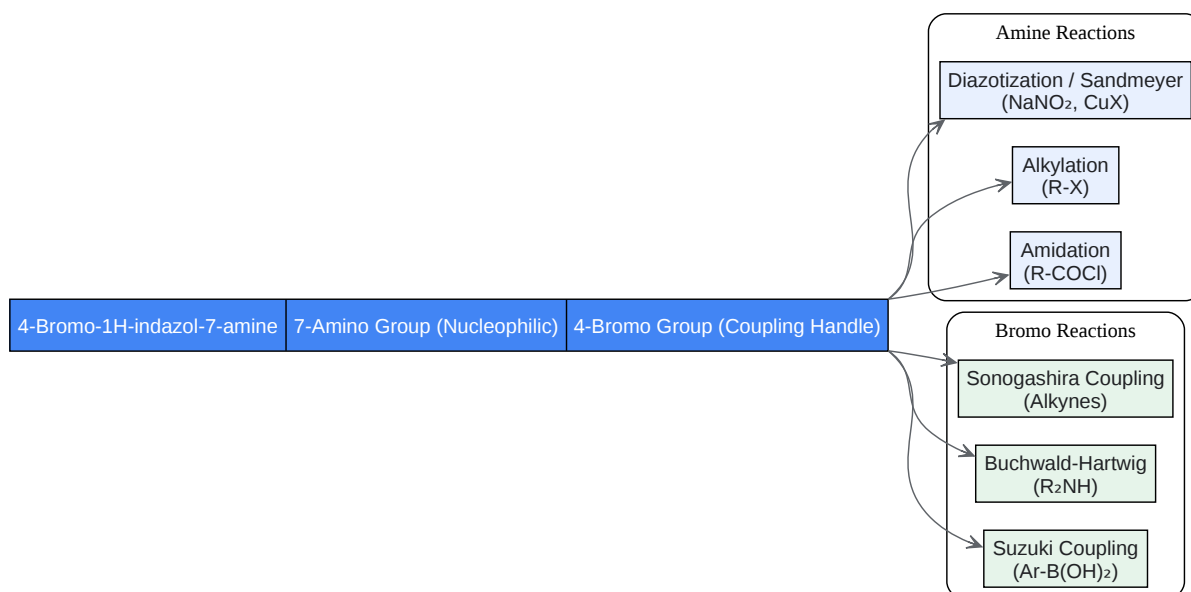 Amine Reactions
Diazotization / Sandmeyer
(NaNO₂, CuX)
Alkylation
(R-X)
Amidation
(R-COCl)
4-Bromo-1H-indazol-7-amine
7-Amino Group (Nucleophilic)
4-Bromo Group (Coupling Handle)
Bromo Reactions
Sonogashira Coupling
(Alkynes)
Buchwald-Hartwig
(R₂NH)
Suzuki Coupling
(Ar-B(OH)₂)